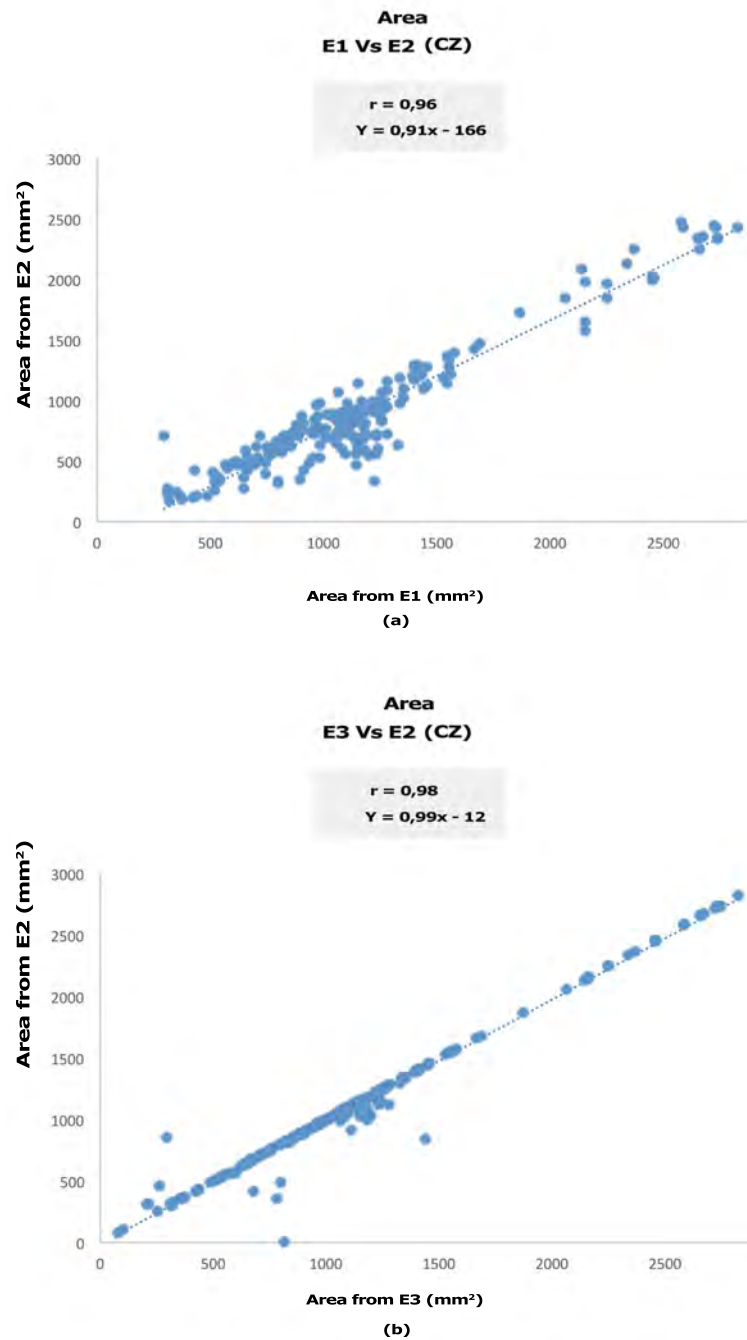 Area
E1 Vs E2 (CZ)
r = 0,96
Y = 0,91x - 166
3000
2500
2000
1500
1000
500
0
Area from E2 (mm²)
0 500 1000 1500 2000 2500
Area from E1 (mm²)
(a)
Area
E3 Vs E2 (CZ)
r = 0,98
Y = 0,99x - 12
3000
2500
2000
1500
1000
500
0
Area from E2 (mm²)
0 500 1000 1500 2000 2500
Area from E3 (mm²)
(b)